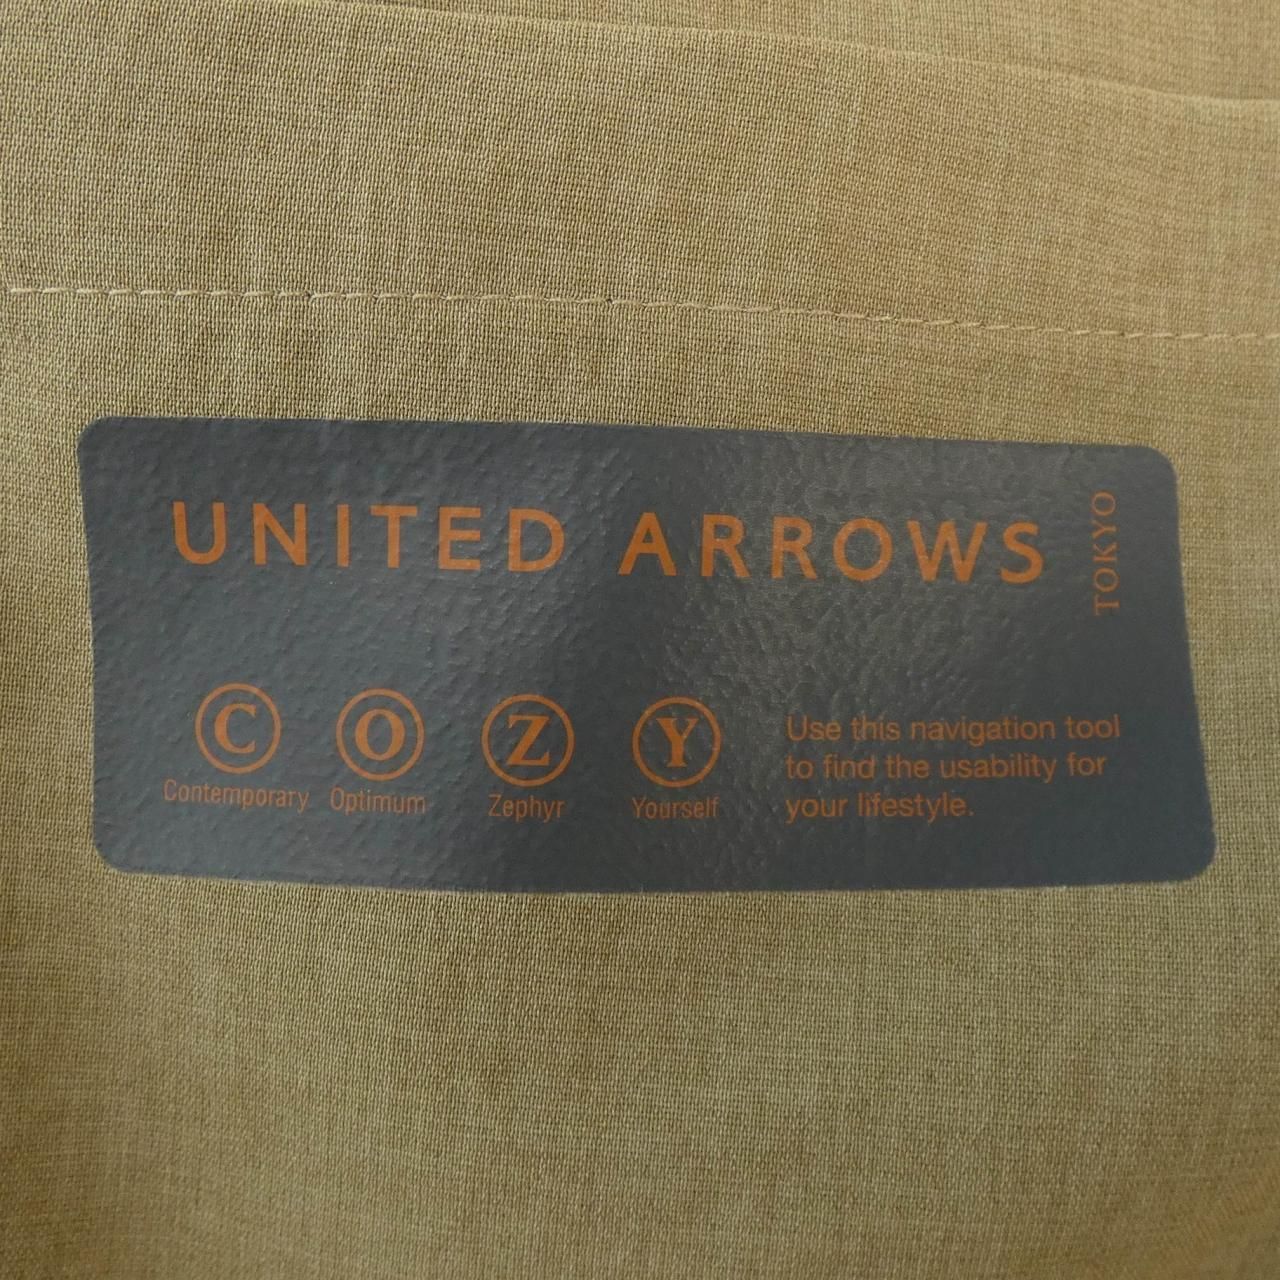 UNITED ARROWS
TOKYO
C O Z Y
Contemporary Optimum Zephyr Yourself
Use this navigation tool
to find the usability for
your lifestyle.